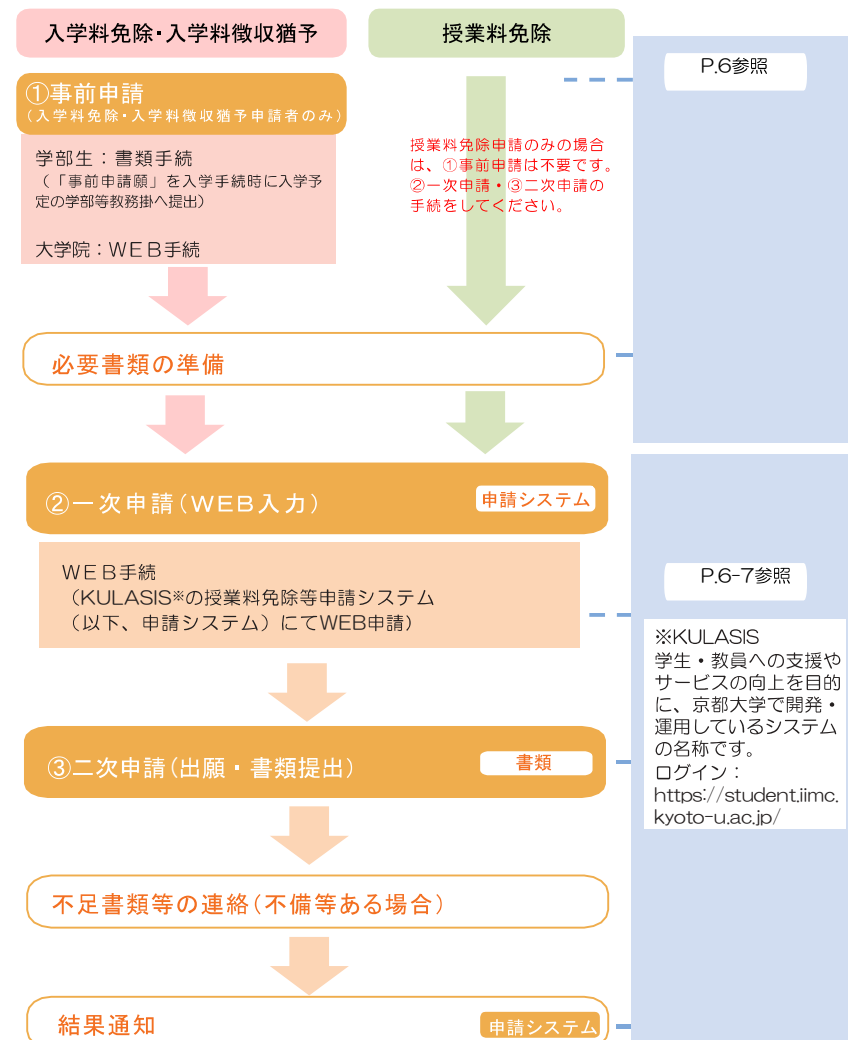 入学料免除・入学料徴収猶予
授業料免除
P.6参照
①事前申請
(入学料免除・入学料徴収猶予申請者のみ)
学部生：書類手続
(「事前申請願」を入学手続時に入学予
定の学部等教務掛へ提出)
大学院：WEB手続
授業料免除申請のみの場合
は、①事前申請は不要です。
②一次申請・③二次申請の
手続をしてください。
必要書類の準備
②一次申請(WEB入力)
申請システム
WEB手続
(KULASIS※の授業料免除等申請システム
(以下、申請システム)にてWEB申請)
P.6-7参照
※KULASIS
学生・教員への支援や
サービスの向上を目的
に、京都大学で開発・
運用しているシステム
の名称です。
ログイン：
https://student.iimc.
kyoto-u.ac.jp/
③二次申請(出願・書類提出)
書類
不足書類等の連絡(不備等ある場合)
結果通知
申請システム